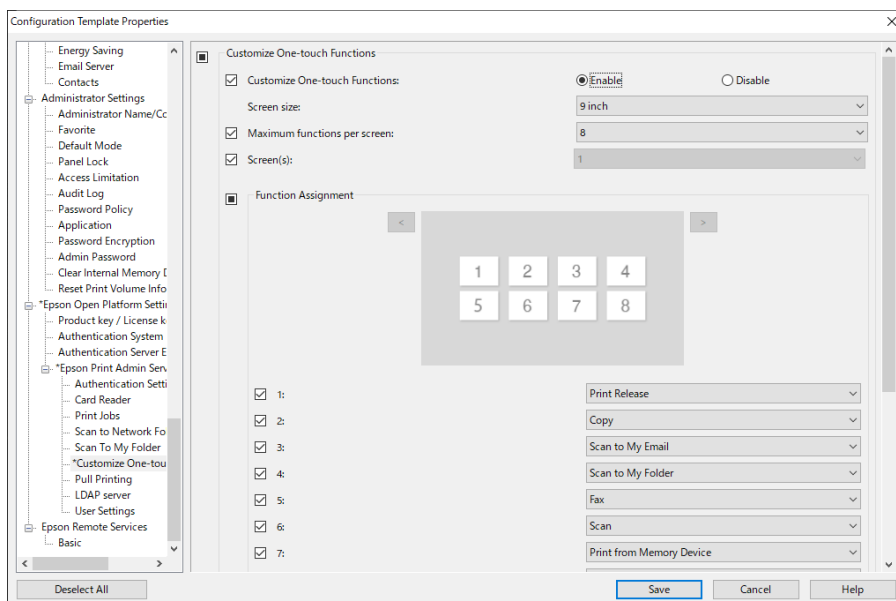 Configuration Template Properties
Energy Saving
Email Server
Contacts
Administrator Settings
Administrator Name/Cc
Favorite
Default Mode
Panel Lock
Access Limitation
Audit Log
Password Policy
Application
Password Encryption
Admin Password
Clear Internal Memory D
Reset Print Volume Info
*Epson Open Platform Settin
Product key / License k
Authentication System
Authentication Server E
*Epson Print Admin Serv
Authentication Setti
Card Reader
Print Jobs
Scan to Network Fo
Scan To My Folder
*Customize One-tou
Pull Printing
LDAP server
User Settings
Epson Remote Services
Basic
Customize One-touch Functions
Customize One-touch Functions: Enable Disable
Screen size: 9 inch
Maximum functions per screen: 8
Screen(s): 1
Function Assignment
< >
1 2 3 4
5 6 7 8
1: Print Release
2: Copy
3: Scan to My Email
4: Scan to My Folder
5: Fax
6: Scan
7: Print from Memory Device
Deselect All Save Cancel Help